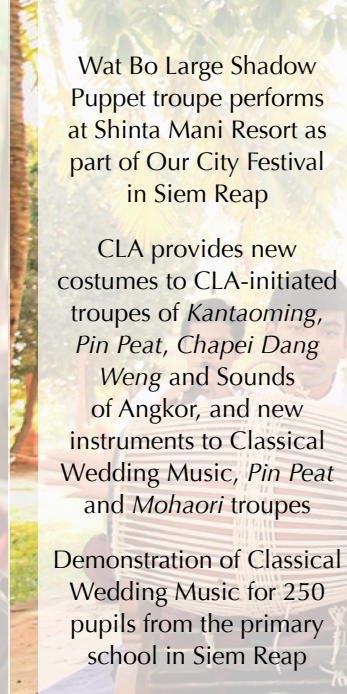 Wat Bo Large Shadow
Puppet troupe performs
at Shinta Mani Resort as
part of Our City Festival
in Siem Reap
CLA provides new
costumes to CLA-initiated
troupes of Kantaoming,
Pin Peat, Chapei Dang
Weng and Sounds
of Angkor, and new
instruments to Classical
Wedding Music, Pin Peat
and Mohaori troupes
Demonstration of Classical
Wedding Music for 250
pupils from the primary
school in Siem Reap